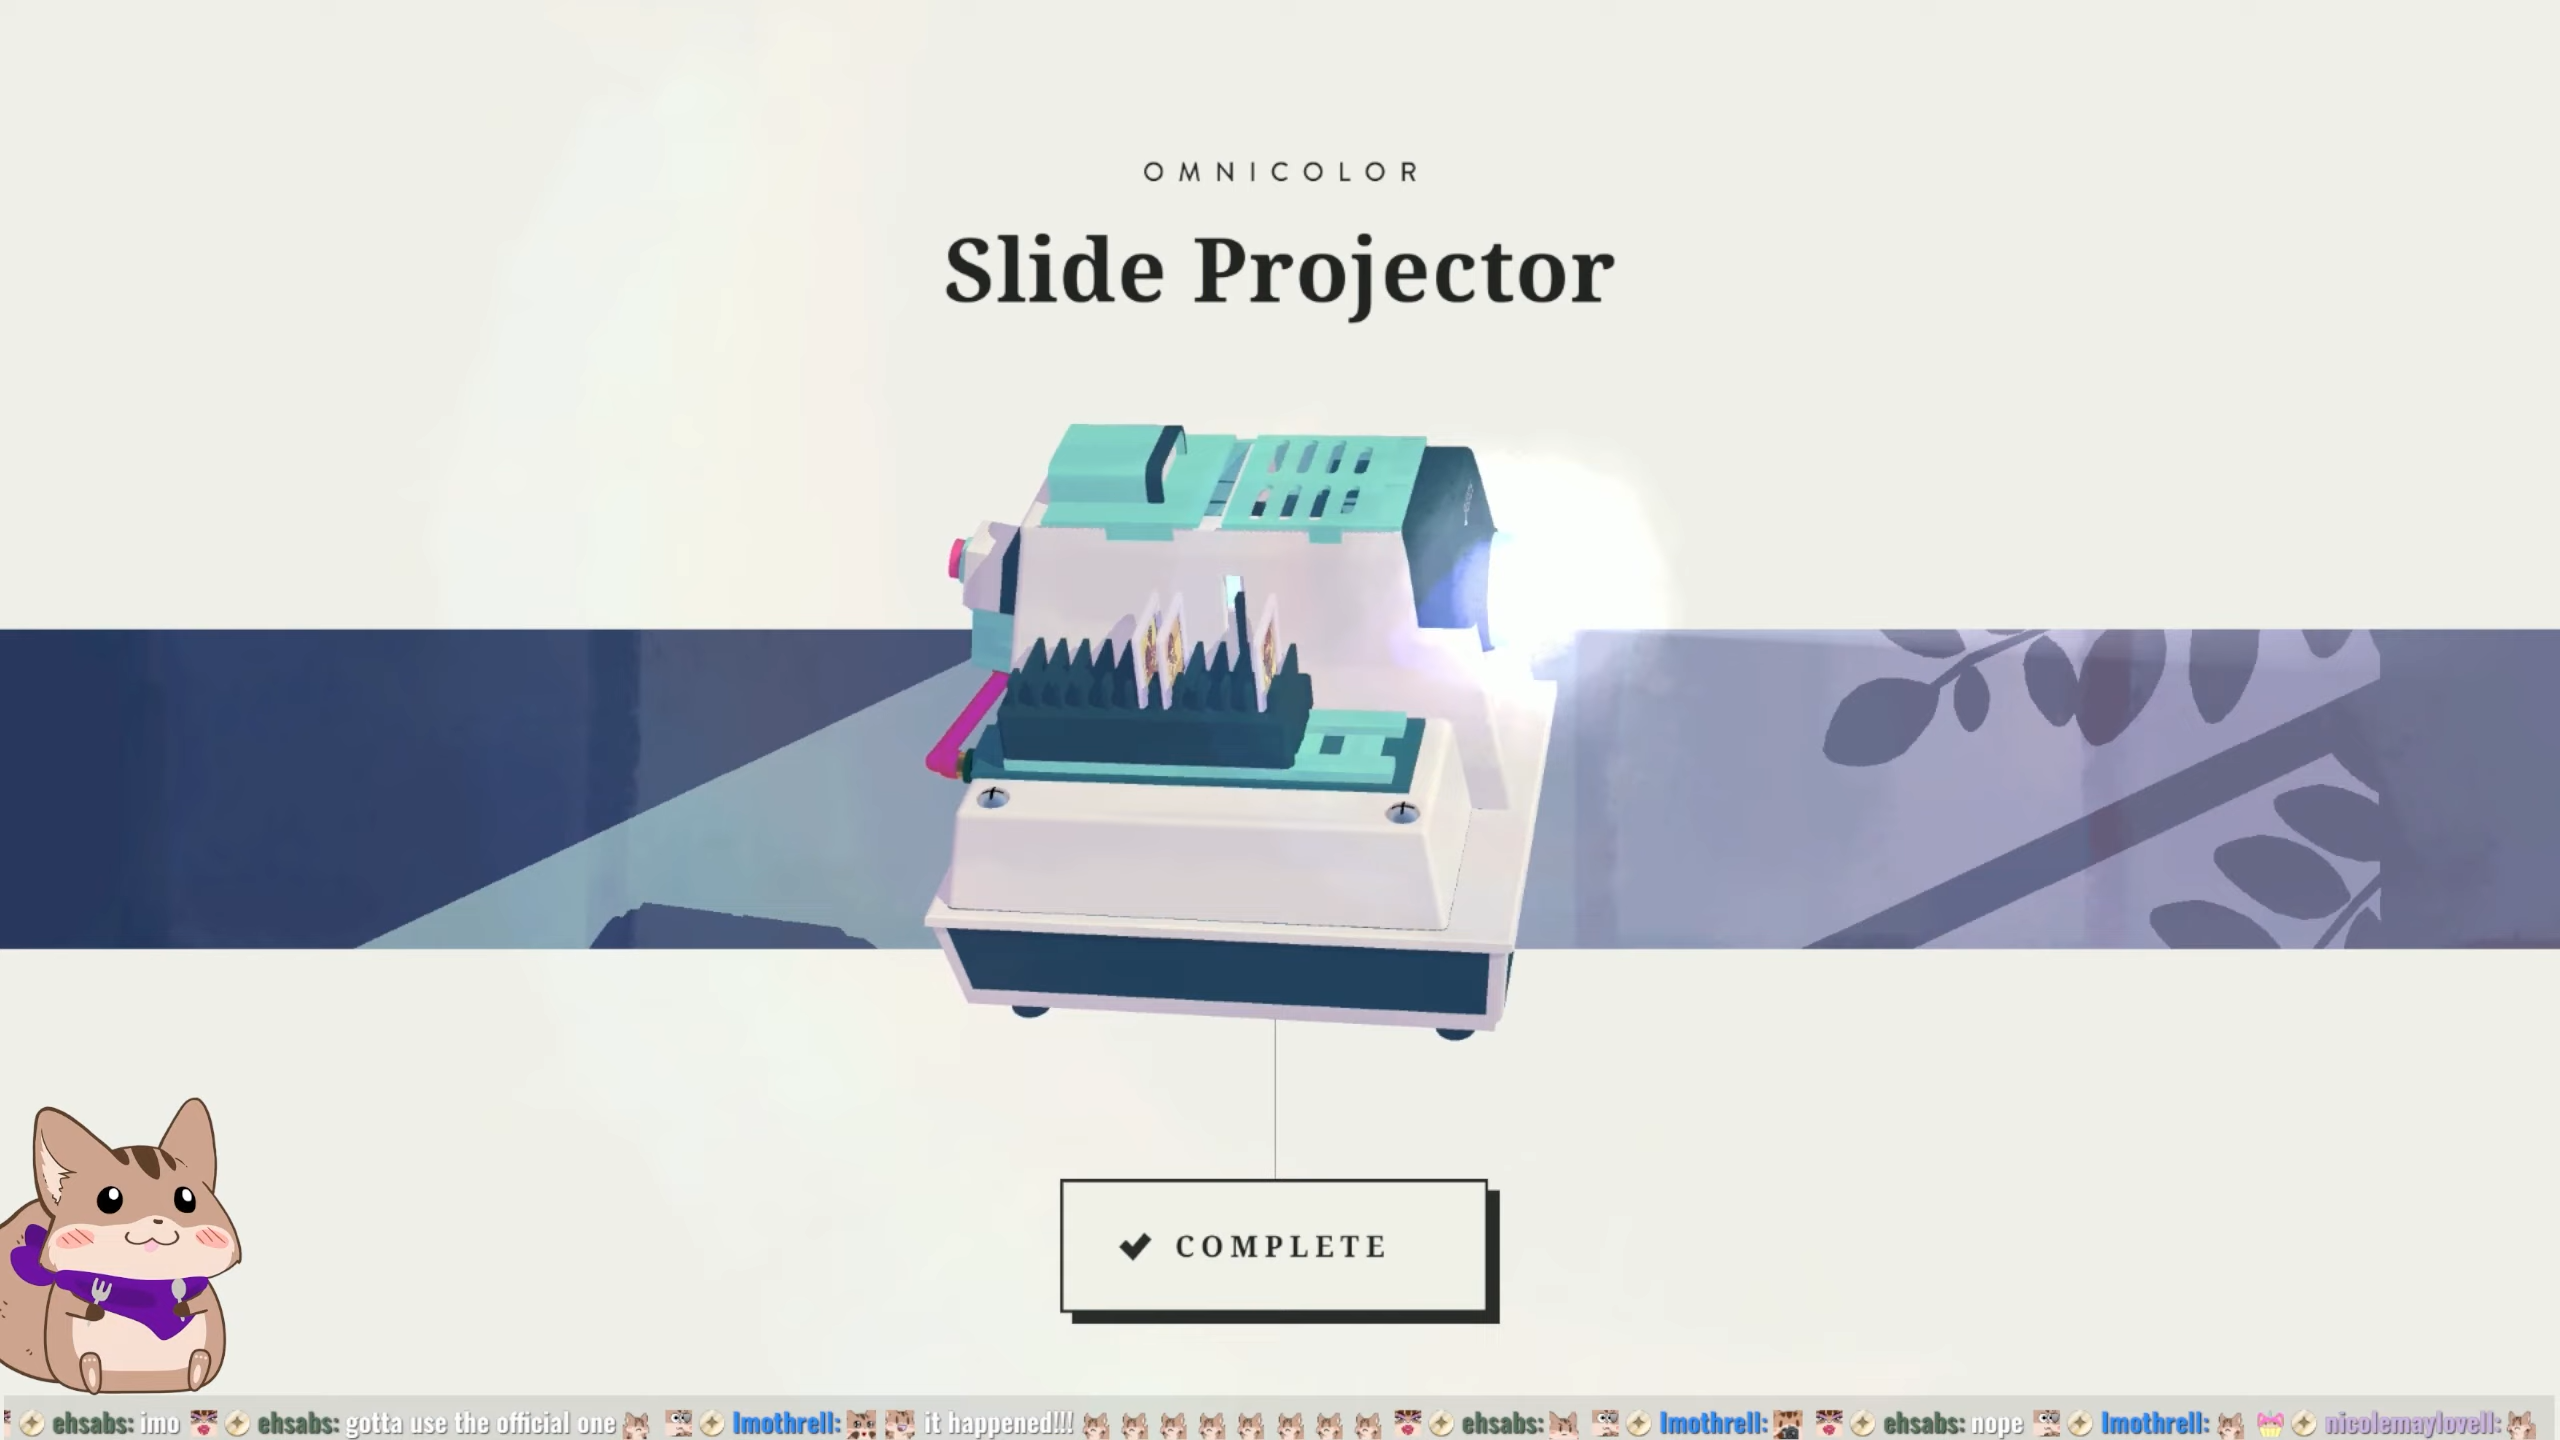 OMNICOLOR
Slide Projector
COMPLETE
ehsabs: imo ehsabs: gotta use the official one lmothrell: it happened!!! ehsabs: lmothrell: ehsabs: nope lmothrell: nicolemaylovell: